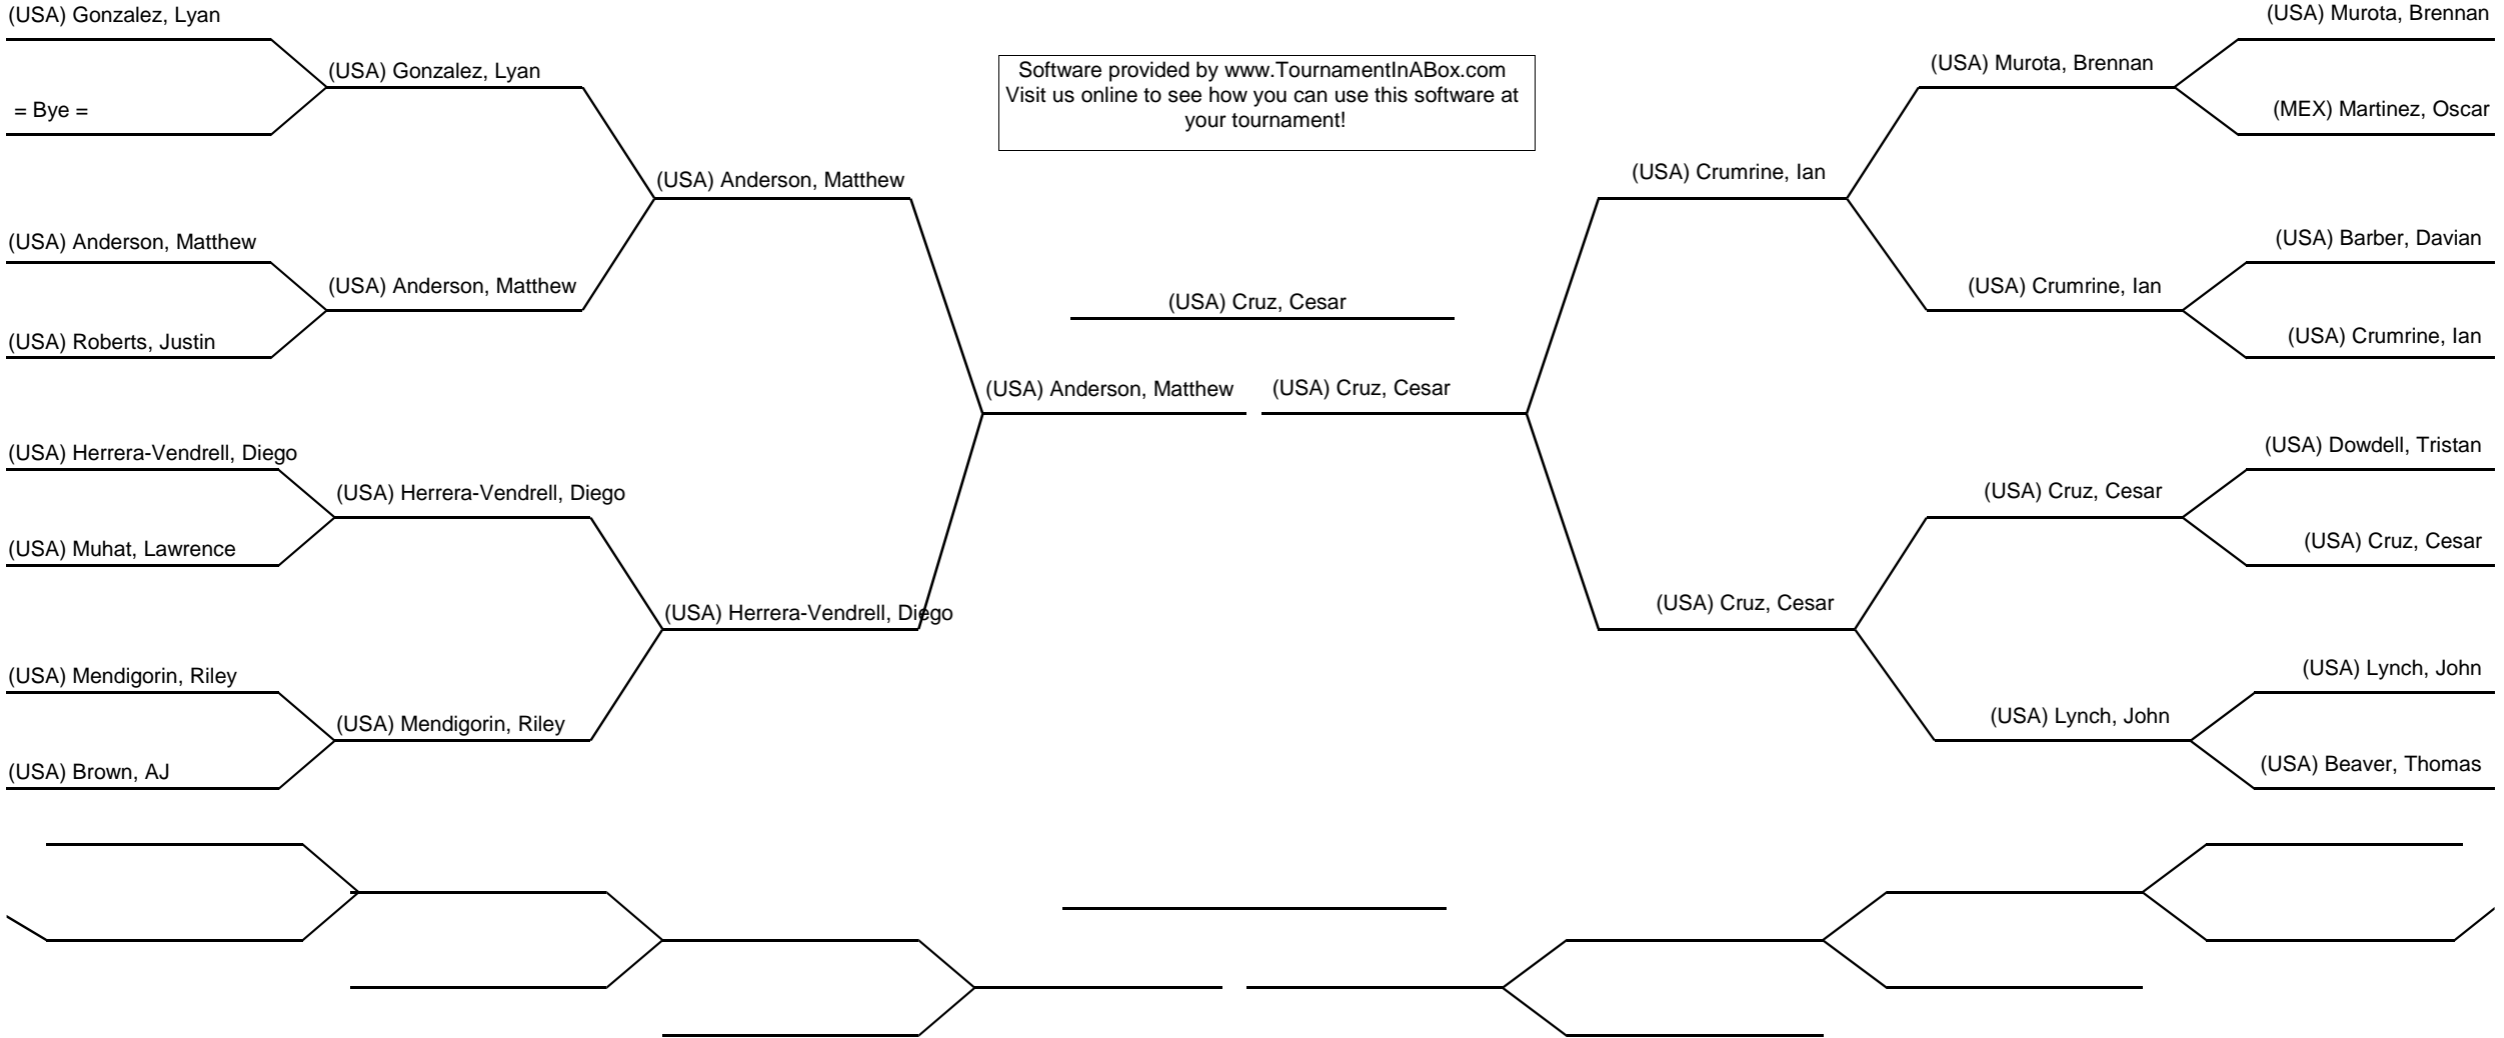 (USA) Gonzalez, Lyan
= Bye =
(USA) Anderson, Matthew
(USA) Roberts, Justin
(USA) Herrera-Vendrell, Diego
(USA) Muhat, Lawrence
(USA) Mendigorin, Riley
(USA) Brown, AJ
(USA) Gonzalez, Lyan
(USA) Anderson, Matthew
(USA) Herrera-Vendrell, Diego
(USA) Mendigorin, Riley
(USA) Anderson, Matthew
(USA) Herrera-Vendrell, Diego
(USA) Anderson, Matthew
Software provided by www.TournamentInABox.com
Visit us online to see how you can use this software at
your tournament!
(USA) Cruz, Cesar
(USA) Cruz, Cesar
(USA) Crumrine, Ian
(USA) Cruz, Cesar
(USA) Murota, Brennan
(USA) Crumrine, Ian
(USA) Cruz, Cesar
(USA) Lynch, John
(USA) Murota, Brennan
(MEX) Martinez, Oscar
(USA) Barber, Davian
(USA) Crumrine, Ian
(USA) Dowdell, Tristan
(USA) Cruz, Cesar
(USA) Lynch, John
(USA) Beaver, Thomas